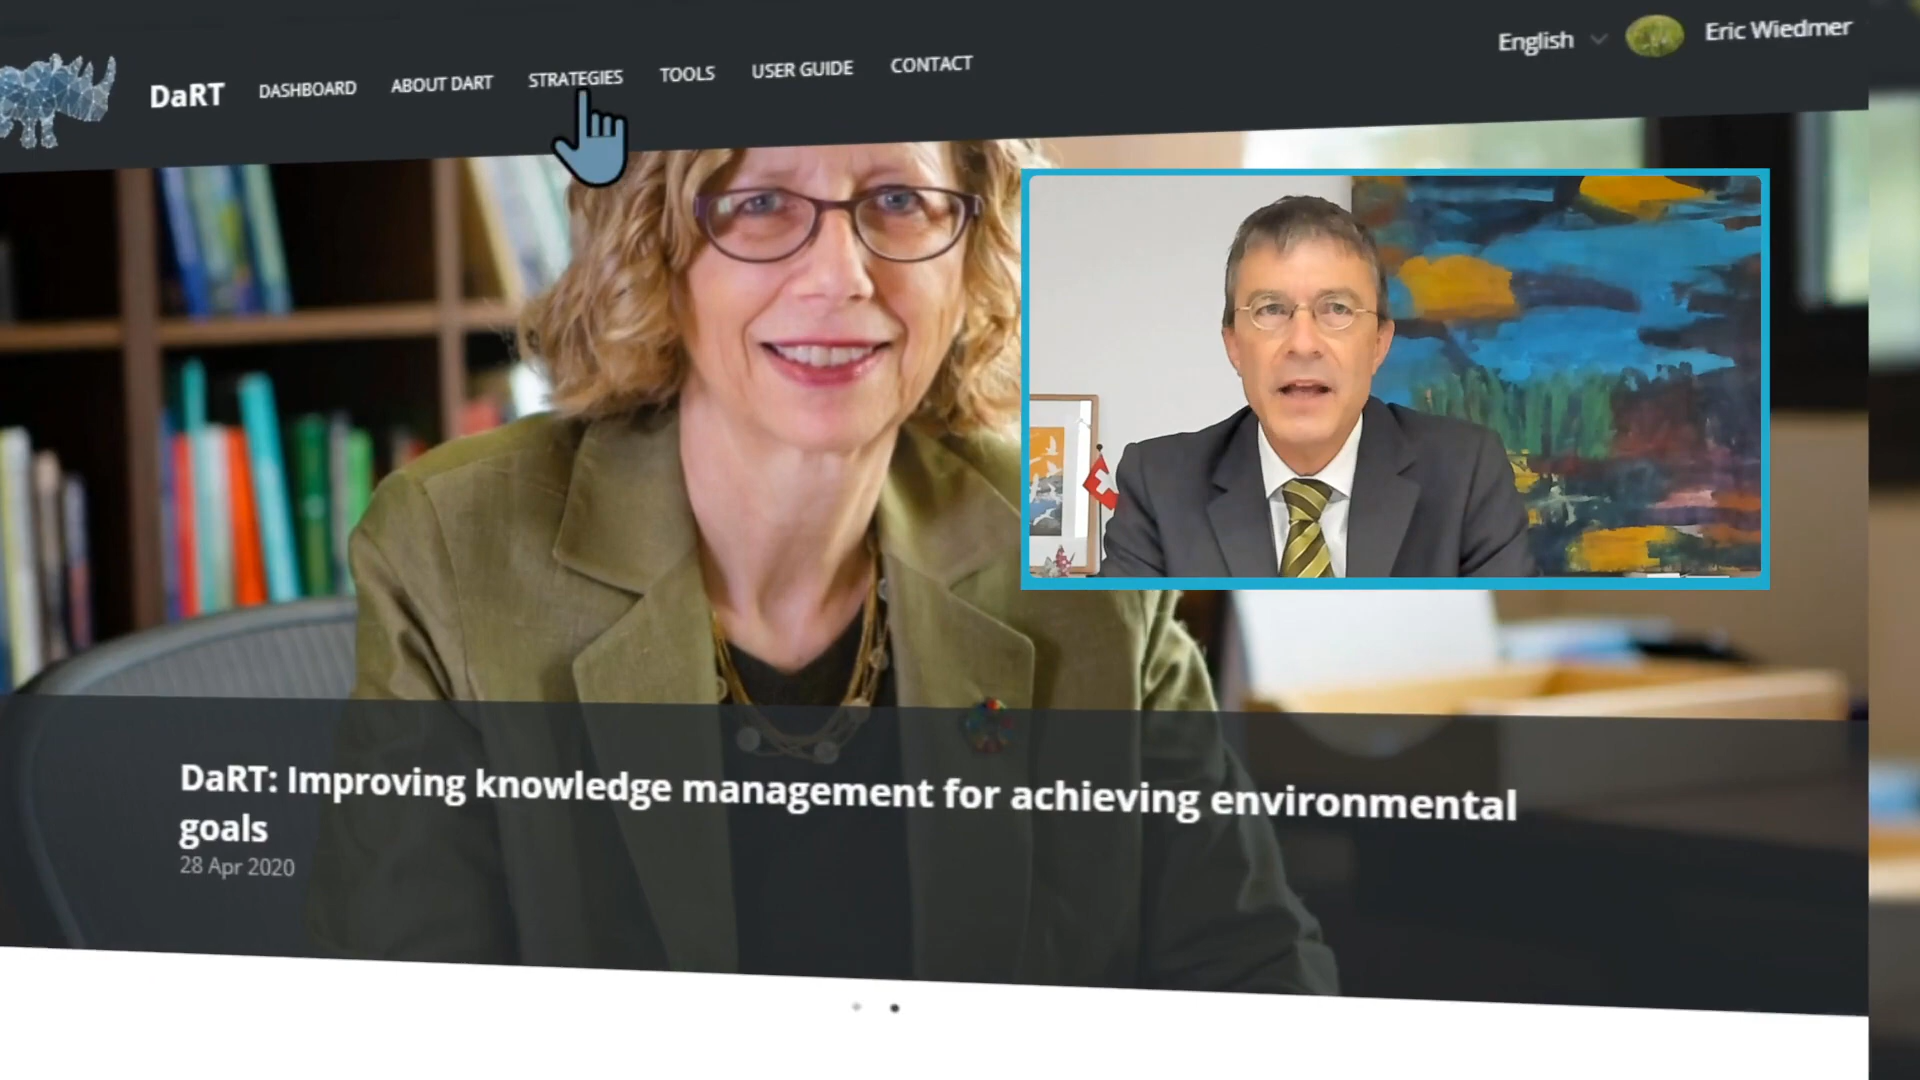 DaRT
DASHBOARD
ABOUT DART
STRATEGIES
TOOLS
USER GUIDE
CONTACT
English
Eric Wiedmer
DaRT: Improving knowledge management for achieving environmental
goals
28 Apr 2020